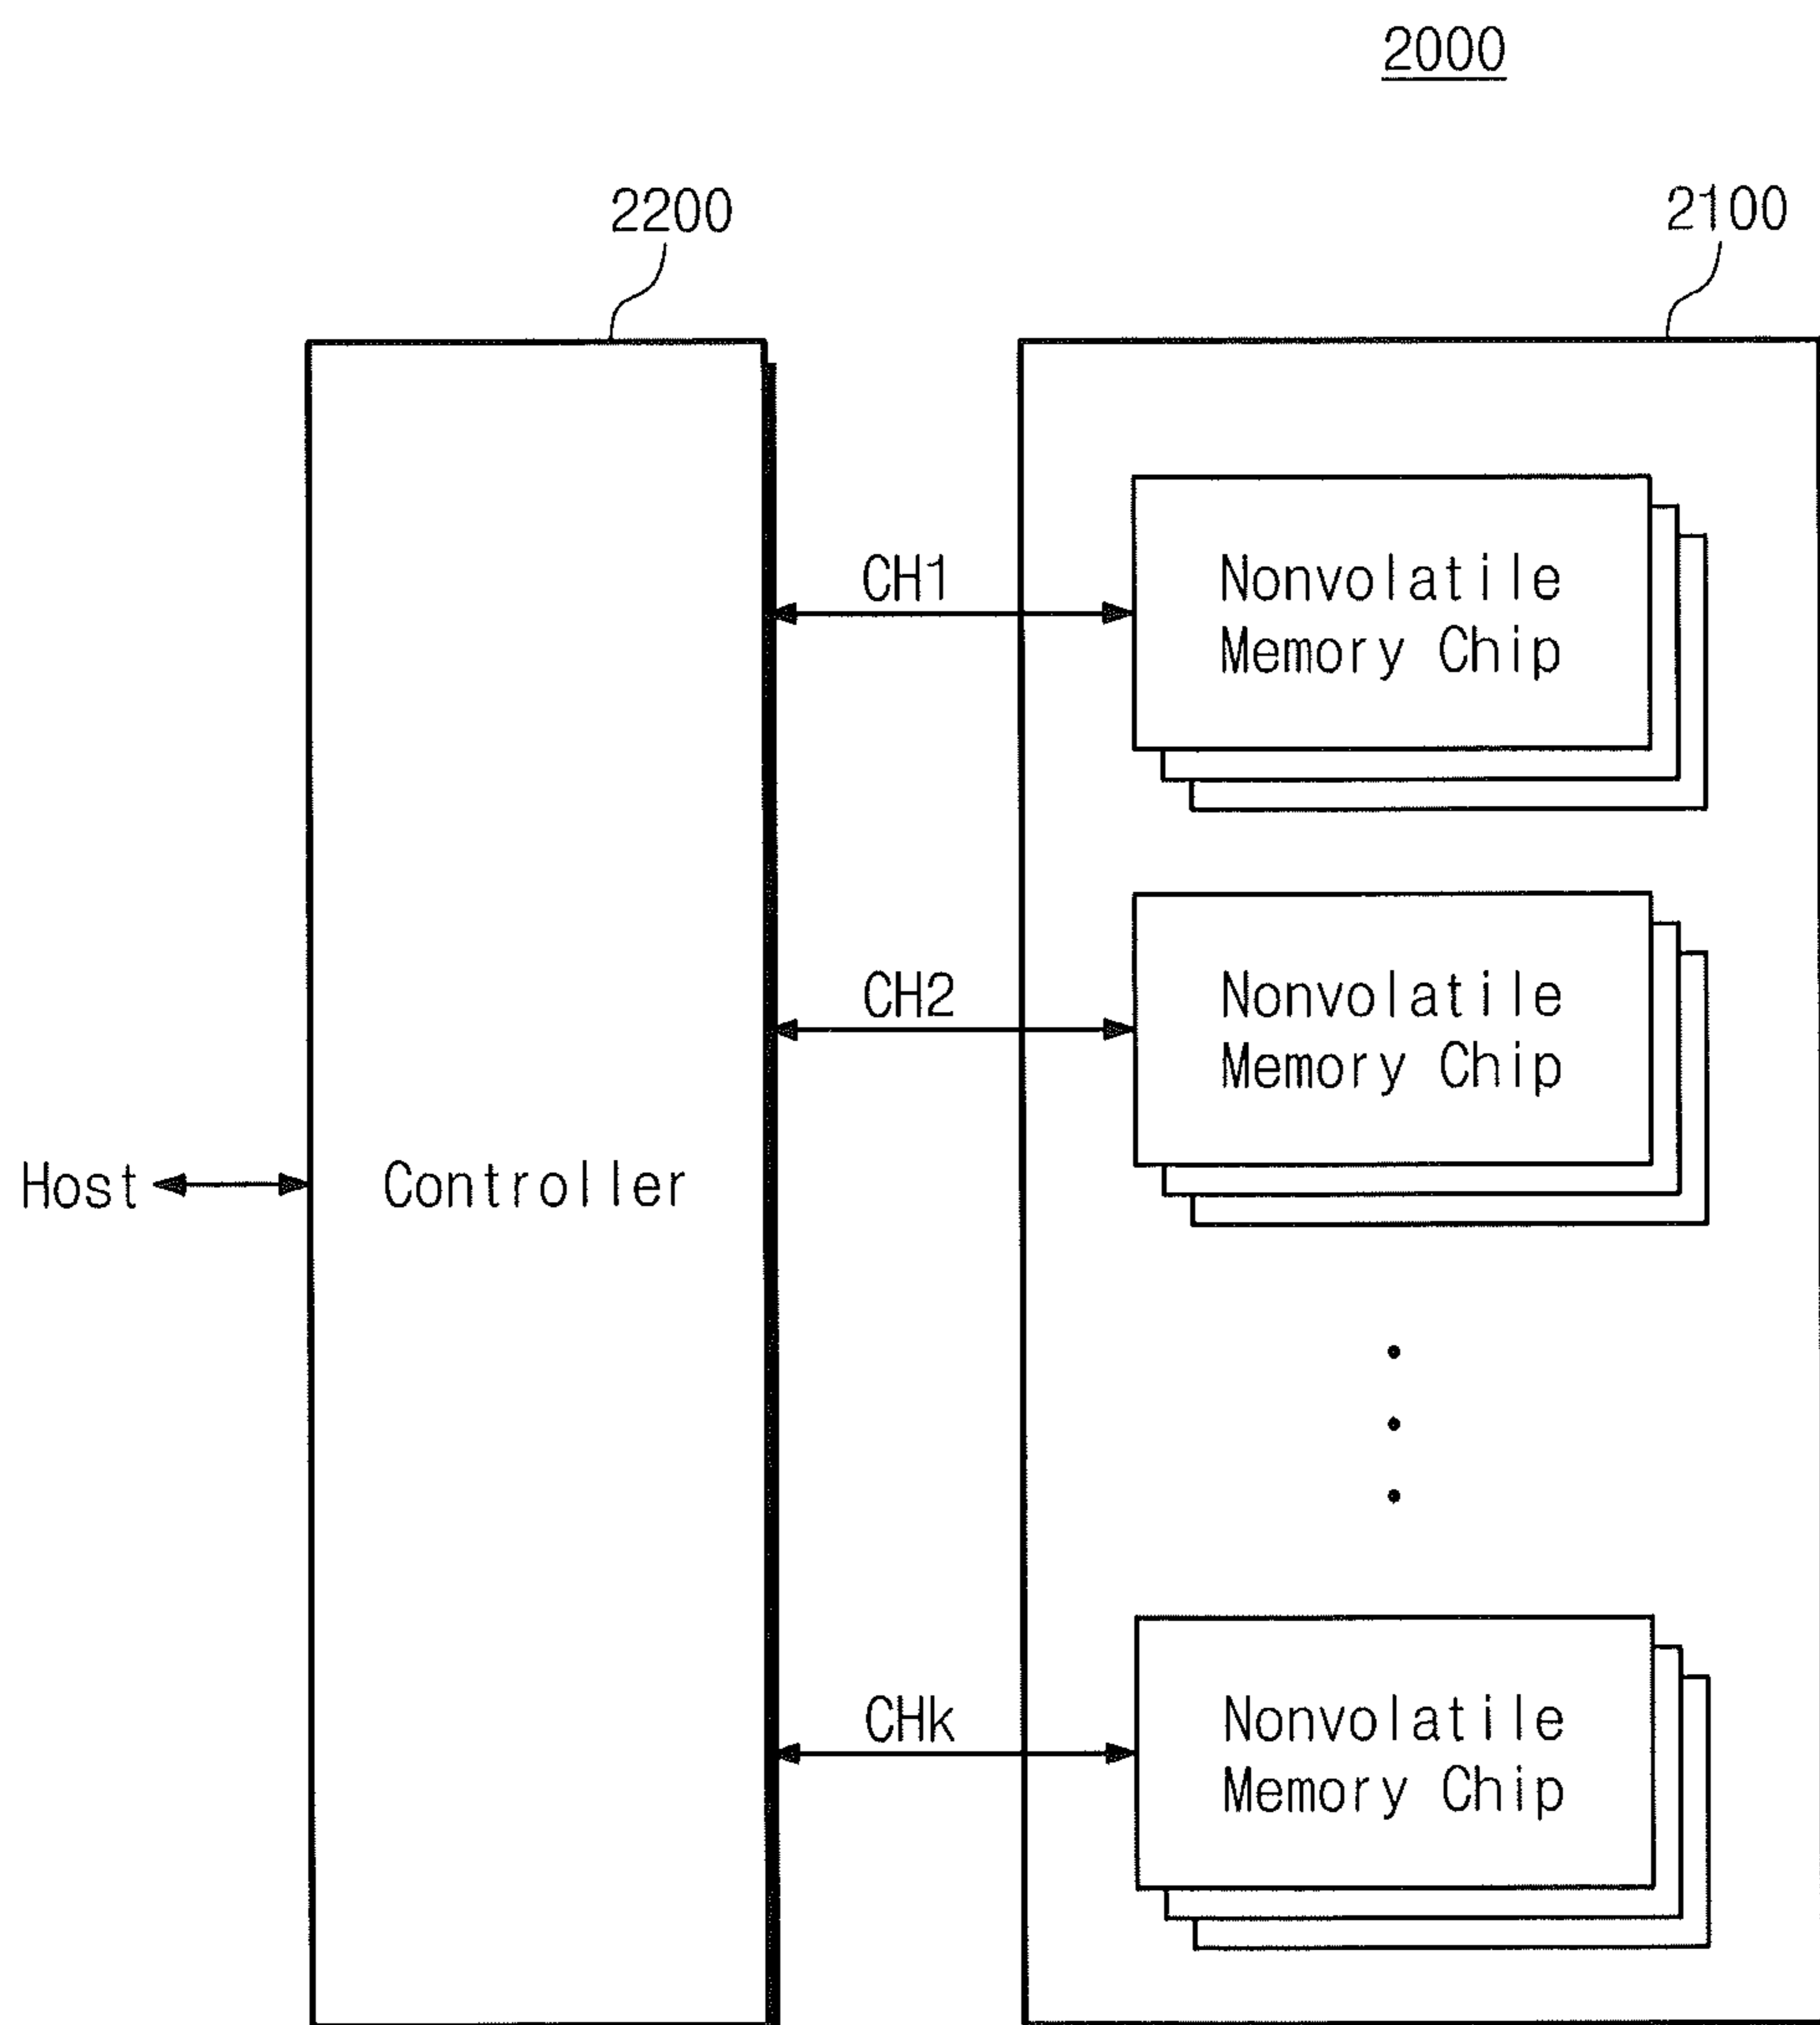 2000
2200
2100
CH1
Nonvolatile
Memory Chip
CH2
Nonvolatile
Memory Chip
Host
Controller
CHk
Nonvolatile
Memory Chip